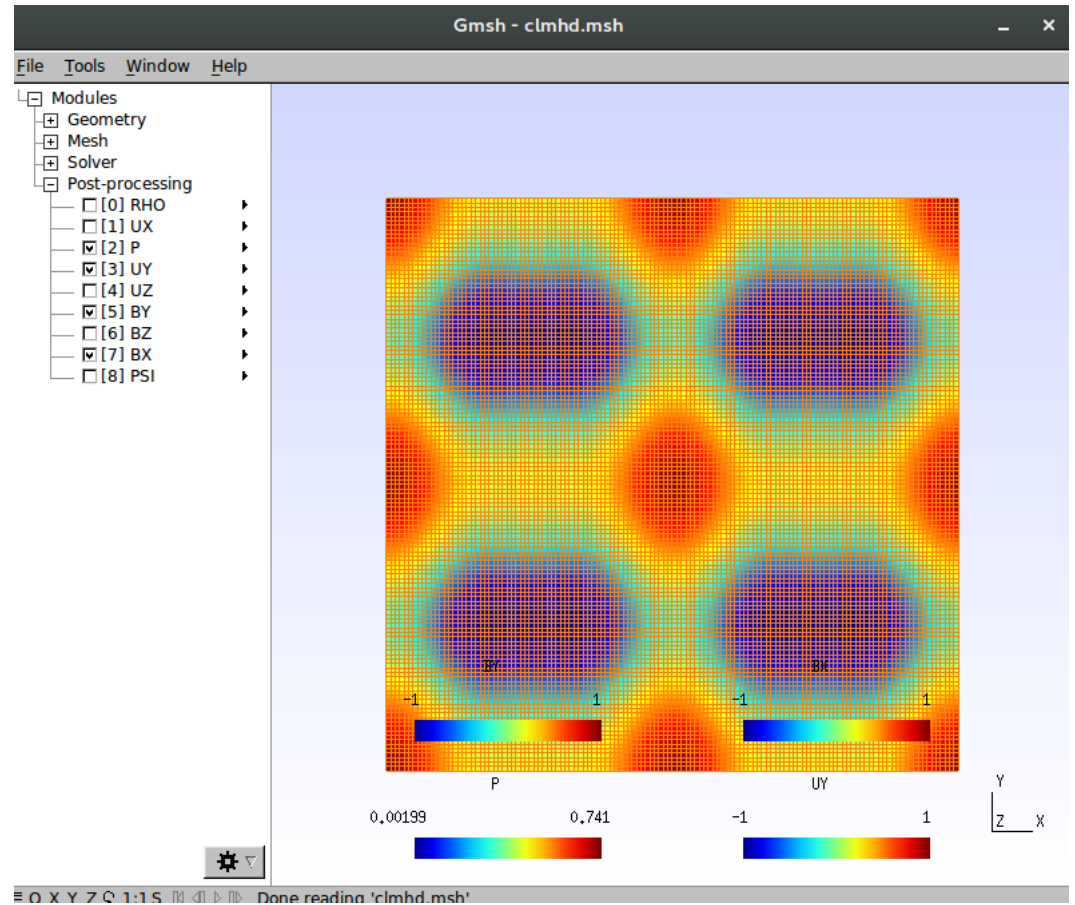 Gmsh - clmhd.msh
File Tools Window Help
Modules
Geometry
Mesh
Solver
Post-processing
[0] RHO
[1] UX
[2] P
[3] UY
[4] UZ
[5] BY
[6] BZ
[7] BX
[8] PSI
BY BX
-1 1 -1 1
P UY
0.00199 0.741 -1 1
Y
Z X
O X Y Z 1:1 S Done reading 'clmhd.msh'